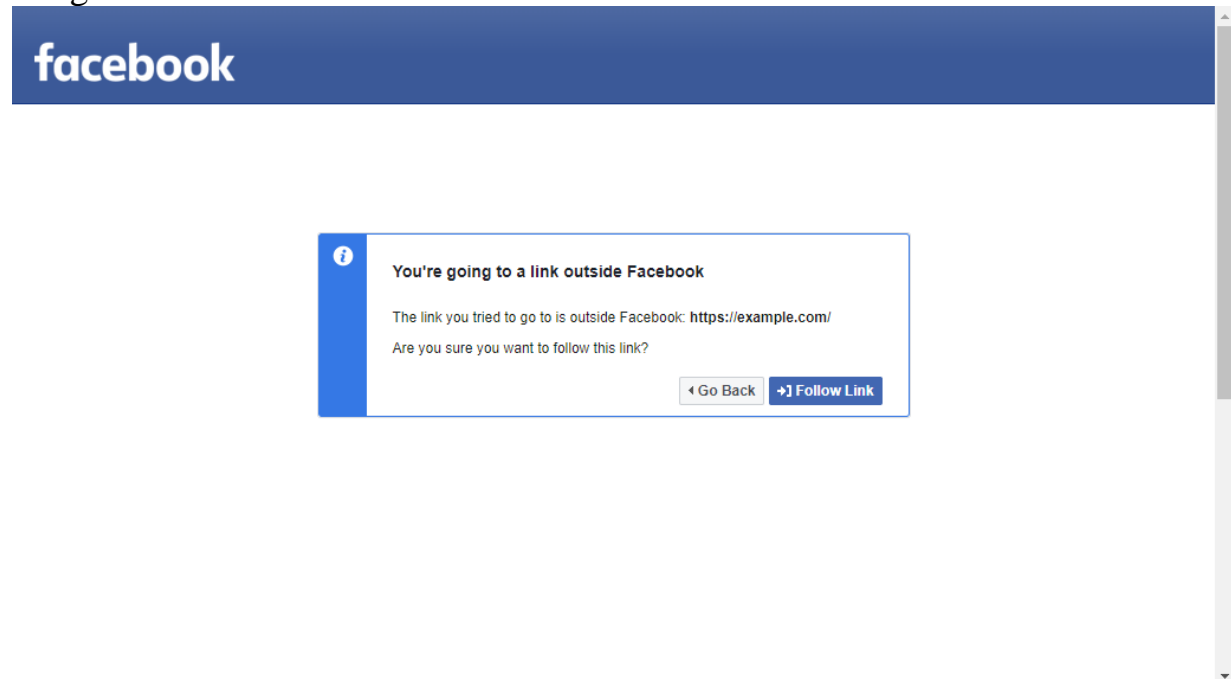 facebook
You're going to a link outside Facebook
The link you tried to go to is outside Facebook: https://example.com/
Are you sure you want to follow this link?
Go Back Follow Link